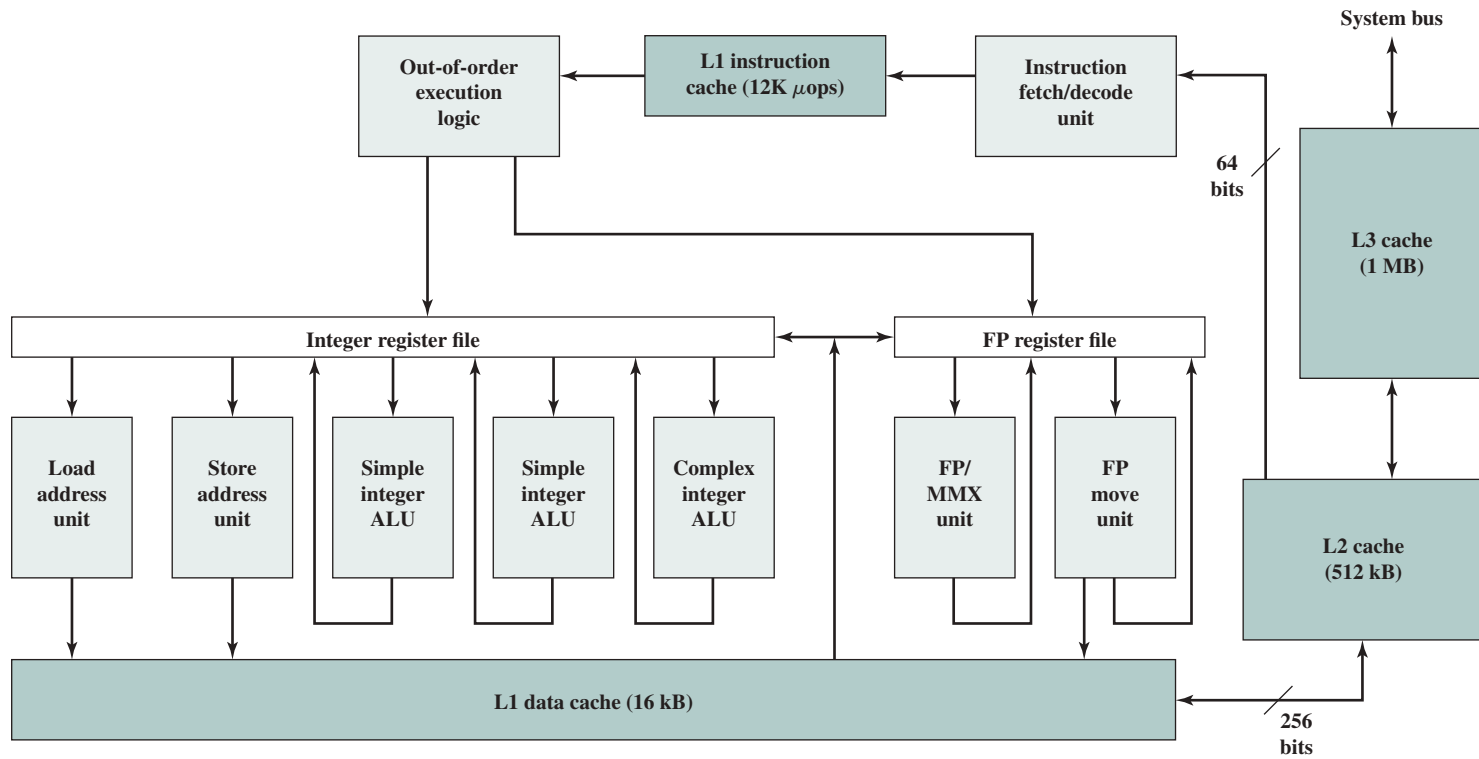 System bus
Out-of-order
execution
logic
L1 instruction
cache (12K μops)
Instruction
fetch/decode
unit
64
bits
L3 cache
(1 MB)
Integer register file
FP register file
Load
address
unit
Store
address
unit
Simple
integer
ALU
Simple
integer
ALU
Complex
integer
ALU
FP/
MMX
unit
FP
move
unit
L2 cache
(512 kB)
L1 data cache (16 kB)
256
bits